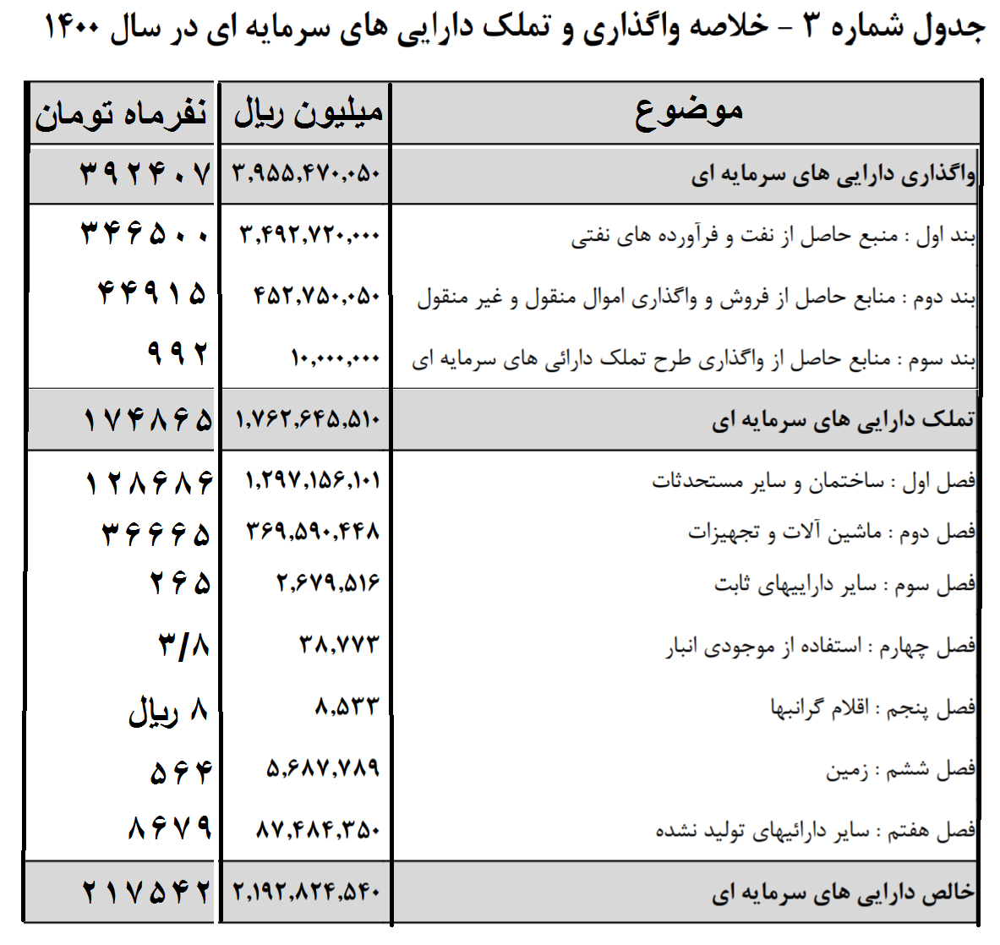 جدول شماره ۳ - خلاصه واگذاری و تملک دارایی های سرمایه ای در سال ۱۴۰۰
موضوع میلیون ریال نفرماه تومان
واگذاری دارایی های سرمایه ای ۳,۹۵۵,۴۷۰,۰۵۰ ۳۹۲۴۰۷
بند اول : منبع حاصل از نفت و فرآورده های نفتی ۳,۴۹۲,۷۲۰,۰۰۰ ۳۴۶۵۰۰
بند دوم : منابع حاصل از فروش و واگذاری اموال منقول و غیر منقول ۴۵۲,۷۵۰,۰۵۰ ۴۴۹۱۵
بند سوم : منابع حاصل از واگذاری طرح تملک دارائی های سرمایه ای ۱۰,۰۰۰,۰۰۰ ۹۹۲
تملک دارایی های سرمایه ای ۱,۷۶۲,۶۴۵,۵۱۰ ۱۷۴۸۶۵
فصل اول : ساختمان و سایر مستحدثات ۱,۲۹۷,۱۵۶,۱۰۱ ۱۲۸۶۸۶
فصل دوم : ماشین آلات و تجهیزات ۳۶۹,۵۹۰,۴۴۸ ۳۶۶۶۵
فصل سوم : سایر داراییهای ثابت ۲,۶۷۹,۵۱۶ ۲۶۵
فصل چهارم : استفاده از موجودی انبار ۳۸,۷۷۳ ۳/۸
فصل پنجم : اقلام گرانبها ۸,۵۳۳ ۸ ریال
فصل ششم : زمین ۵,۶۸۷,۷۸۹ ۵۶۴
فصل هفتم : سایر دارائیهای تولید نشده ۸۷,۴۸۴,۳۵۰ ۸۶۷۹
خالص دارایی های سرمایه ای ۲,۱۹۲,۸۲۴,۵۴۰ ۲۱۷۵۴۲